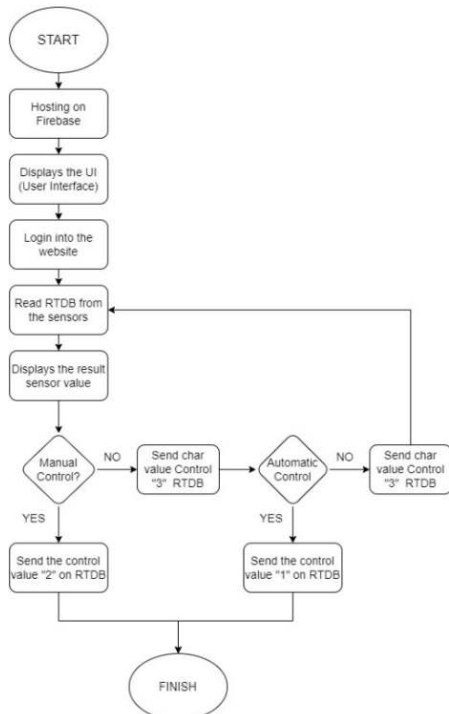 START
Hosting on
Firebase
Displays the UI
(User Interface)
Login into the
website
Read RTDB from
the sensors
Displays the result
sensor value
Manual
Control?
NO
Send char
value Control
"3" RTDB
Automatic
Control
NO
Send char
value Control
"3" RTDB
YES
YES
Send the control
value "2" on RTDB
Send the control
value "1" on RTDB
FINISH